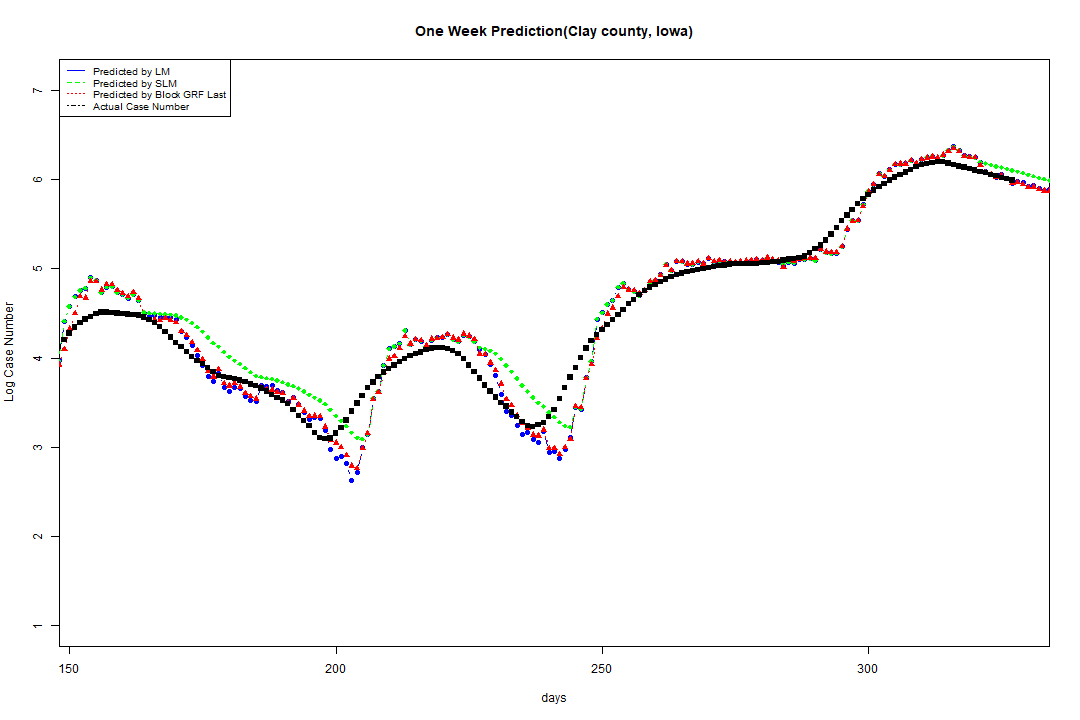 One Week Prediction(Clay county, Iowa)
Predicted by LM
Predicted by SLM
Predicted by Block GRF Last
Actual Case Number
7
6
5
4
3
2
1
Log Case Number
150 200 250 300
days